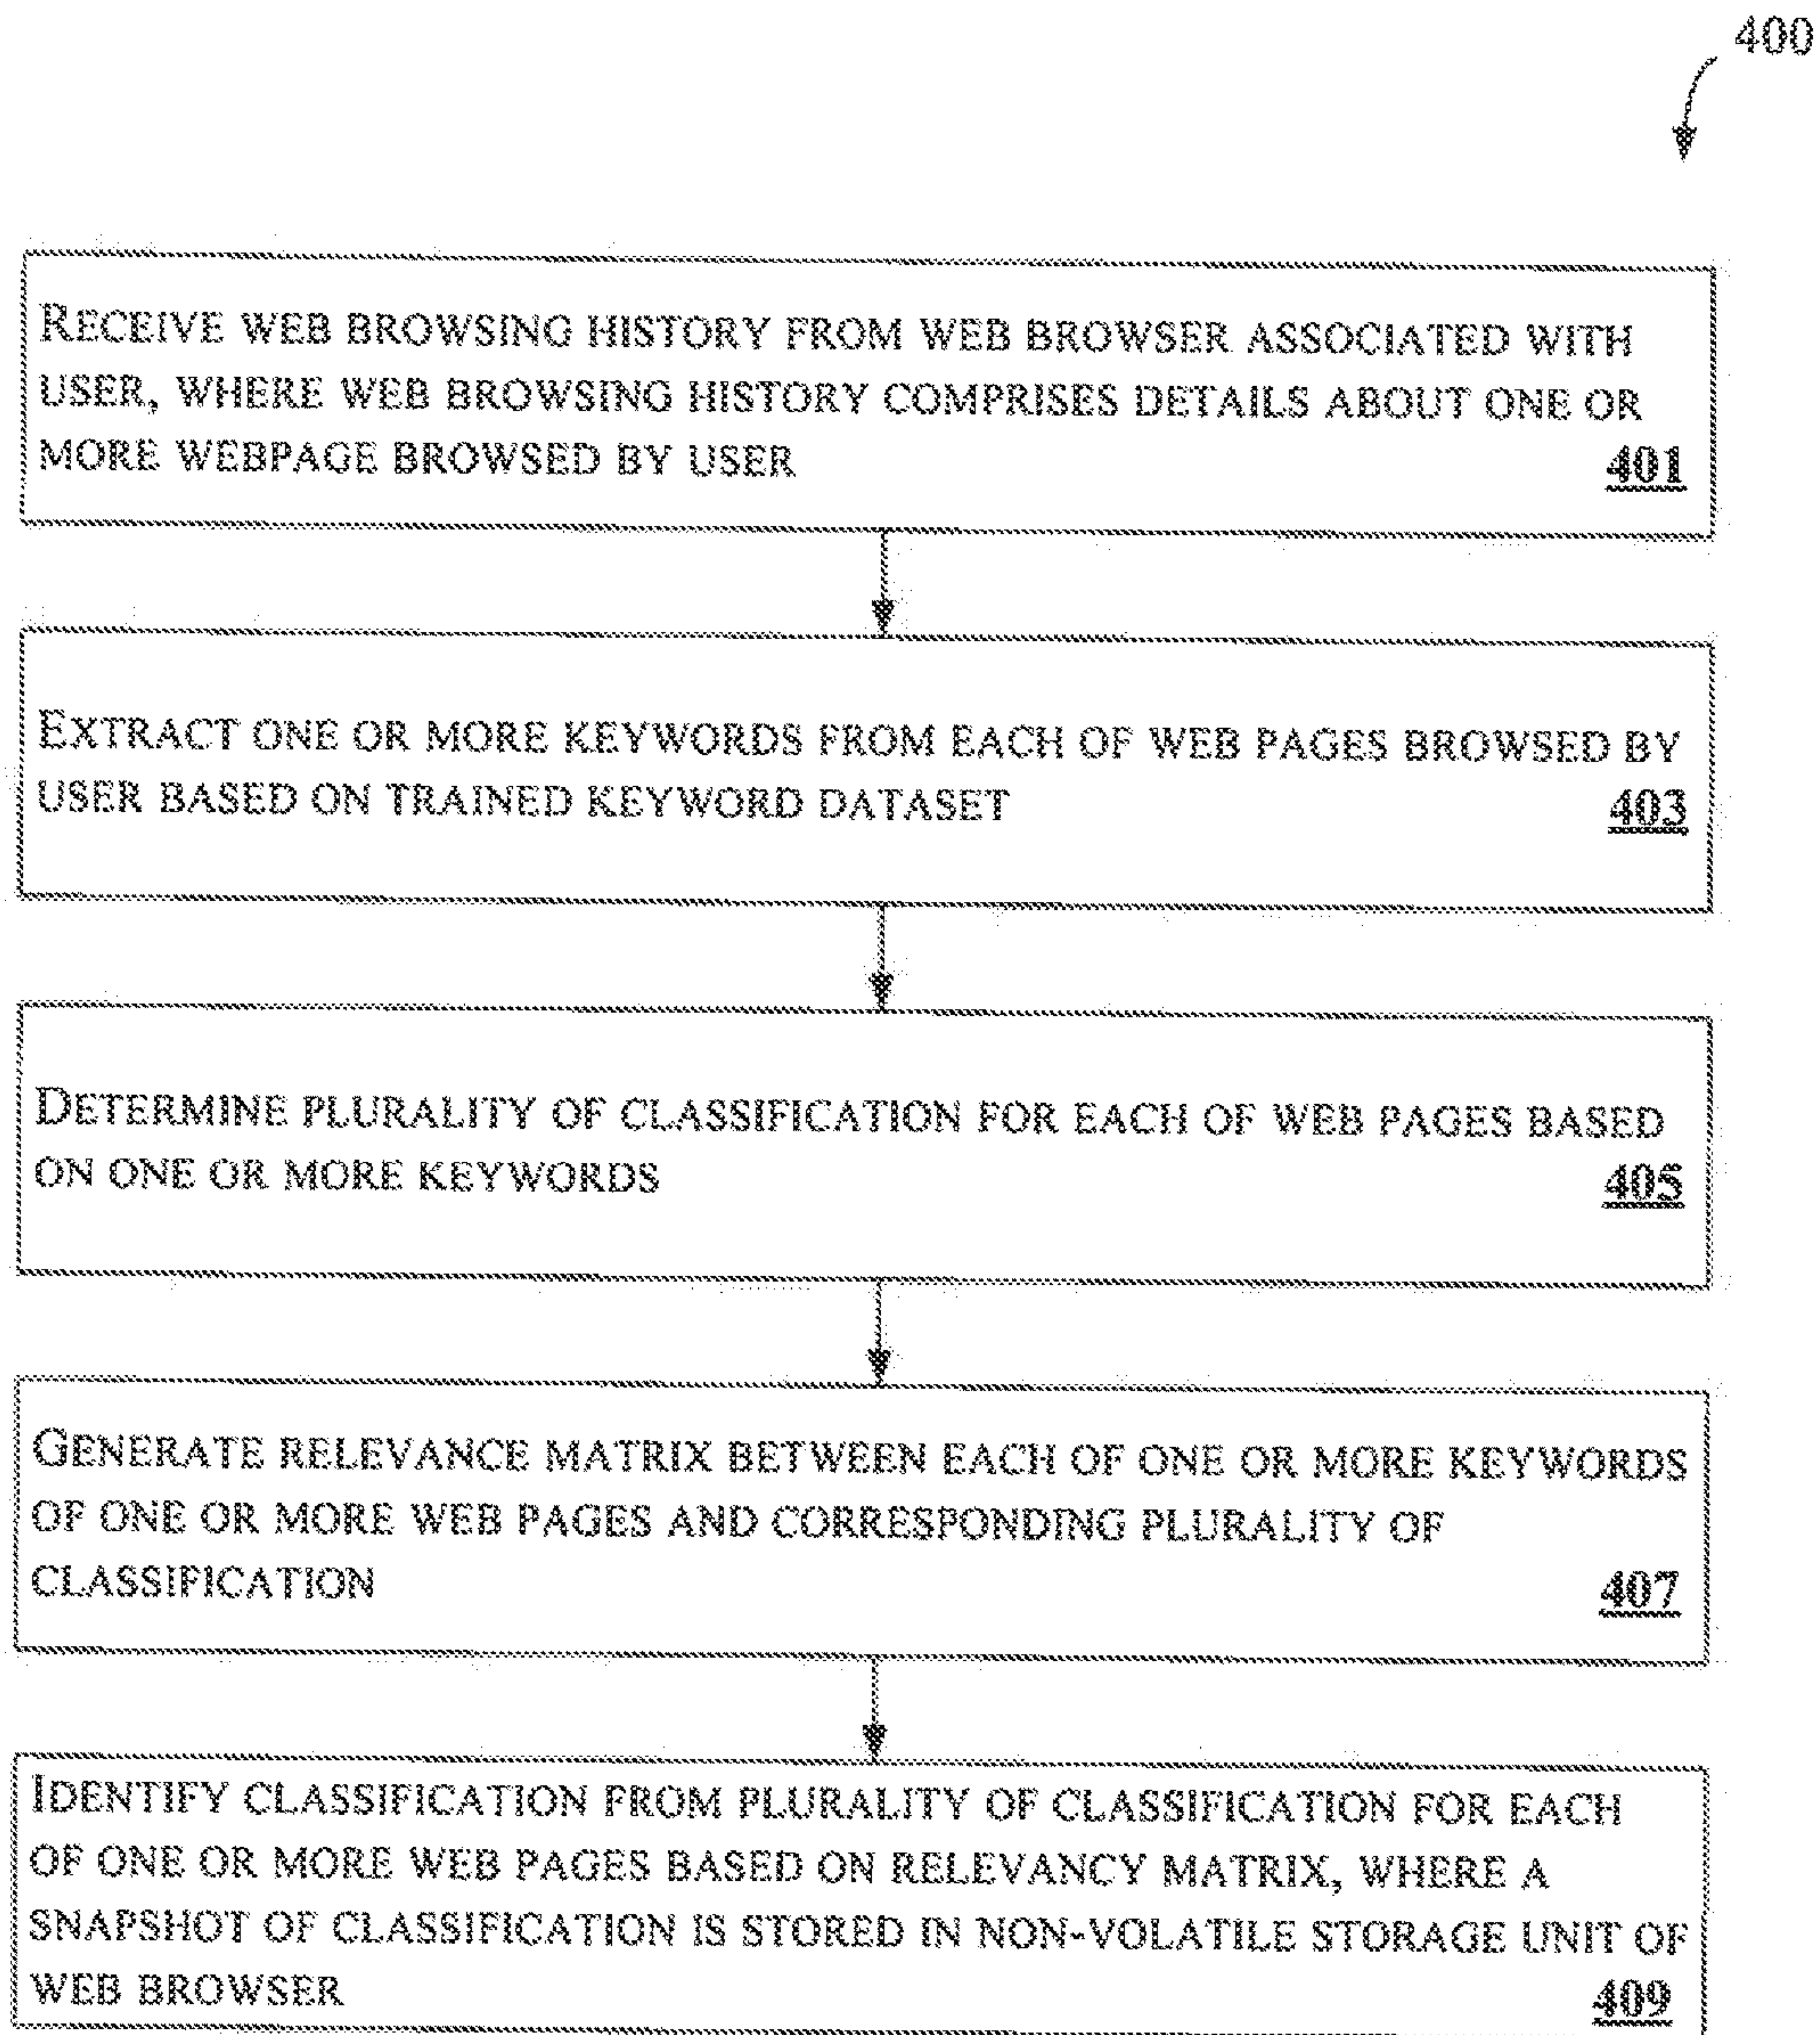 400
RECEIVE WEB BROWSING HISTORY FROM WEB BROWSER ASSOCIATED WITH
USER, WHERE WEB BROWSING HISTORY COMPRISES DETAILS ABOUT ONE OR
MORE WEBPAGE BROWSED BY USER 401
EXTRACT ONE OR MORE KEYWORDS FROM EACH OF WEB PAGES BROWSED BY
USER BASED ON TRAINED KEYWORD DATASET 403
DETERMINE PLURALITY OF CLASSIFICATION FOR EACH OF WEB PAGES BASED
ON ONE OR MORE KEYWORDS 405
GENERATE RELEVANCE MATRIX BETWEEN EACH OF ONE OR MORE KEYWORDS
OF ONE OR MORE WEB PAGES AND CORRESPONDING PLURALITY OF
CLASSIFICATION 407
IDENTIFY CLASSIFICATION FROM PLURALITY OF CLASSIFICATION FOR EACH
OF ONE OR MORE WEB PAGES BASED ON RELEVANCY MATRIX, WHERE A
SNAPSHOT OF CLASSIFICATION IS STORED IN NON-VOLATILE STORAGE UNIT OF
WEB BROWSER 409